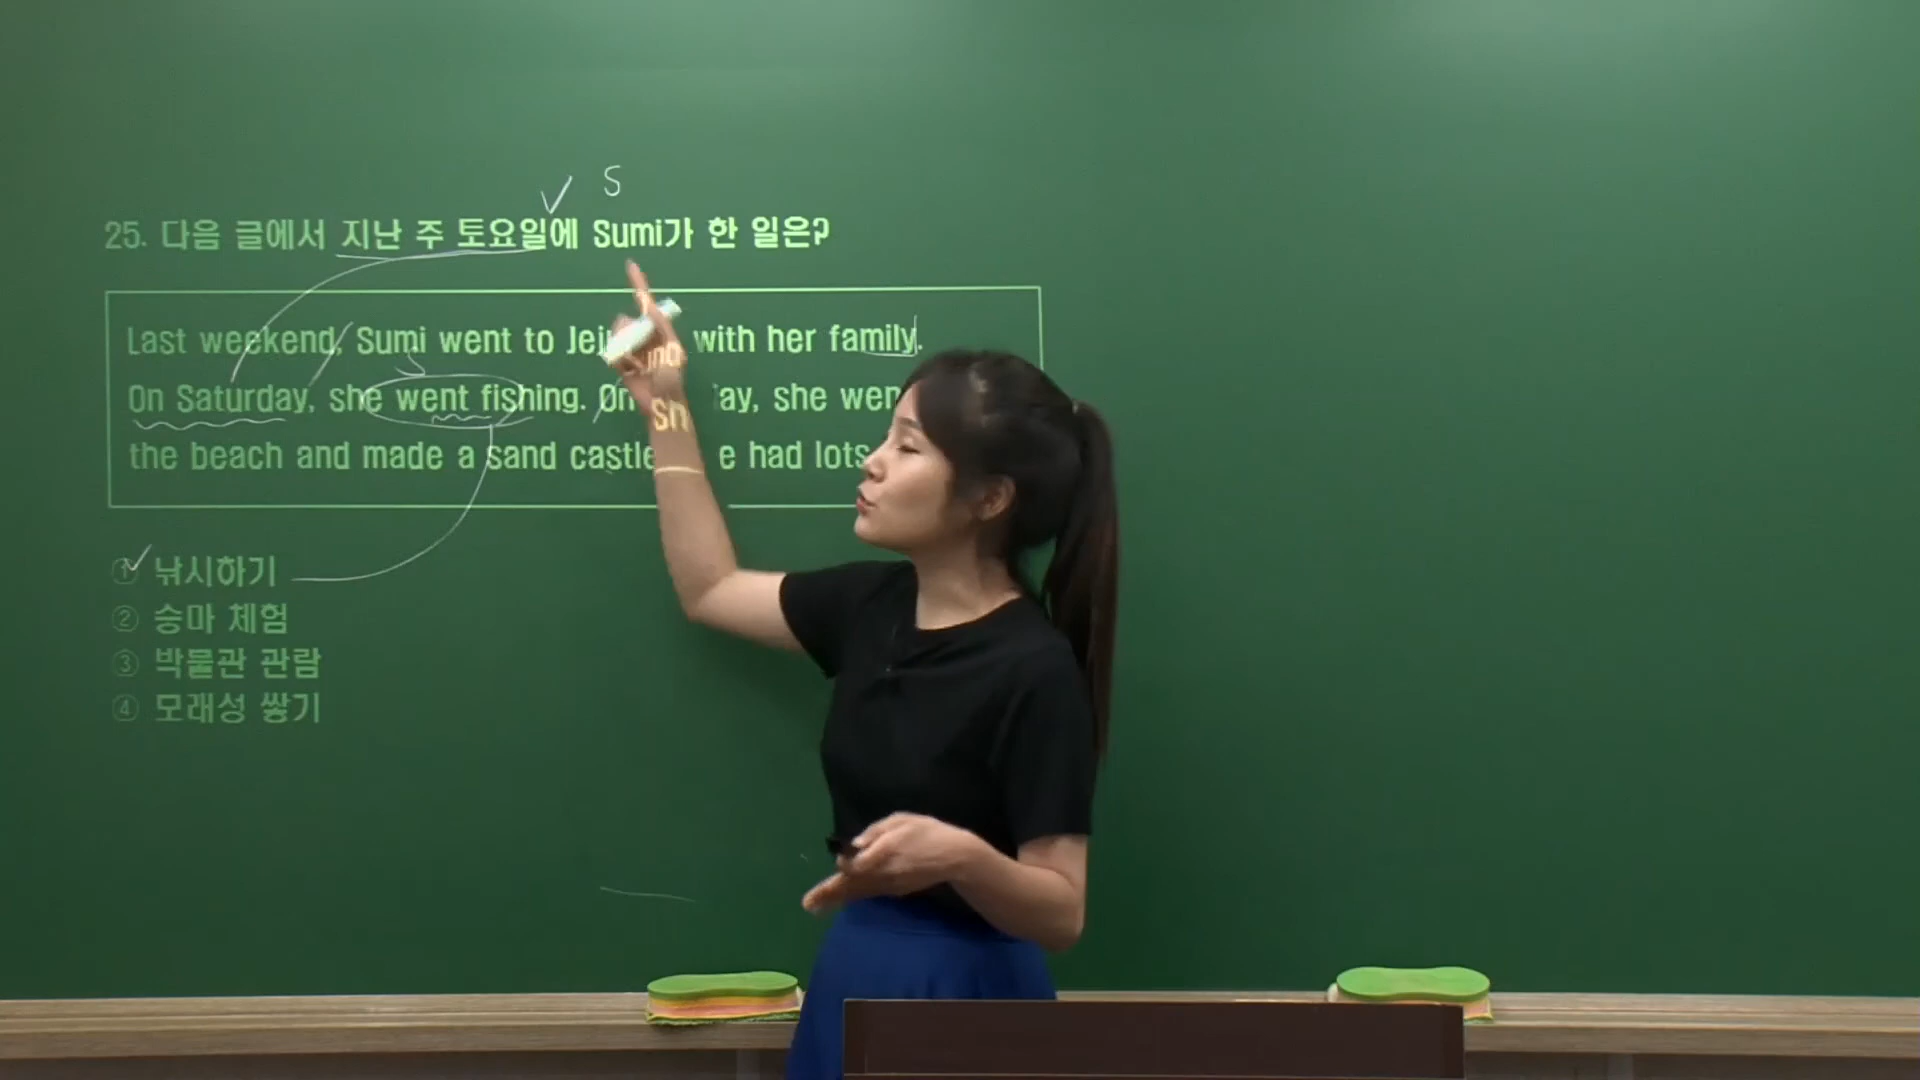 S
25. 다음 글에서 지난 주 토요일에 Sumi가 한 일은?
Last weekend, Sumi went to with her family.
S
On Saturday, she went fishing. On she
the beach and made a sand castle had lots
① 낚시하기
② 승마 체험
③ 박물관 관람
④ 모래성 쌓기